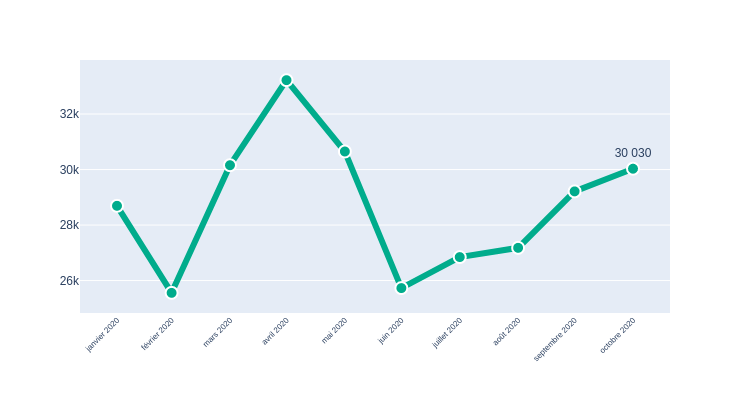 32k
30k
28k
26k
30 030
janvier 2020
février 2020
mars 2020
avril 2020
mai 2020
juin 2020
juillet 2020
août 2020
septembre 2020
octobre 2020